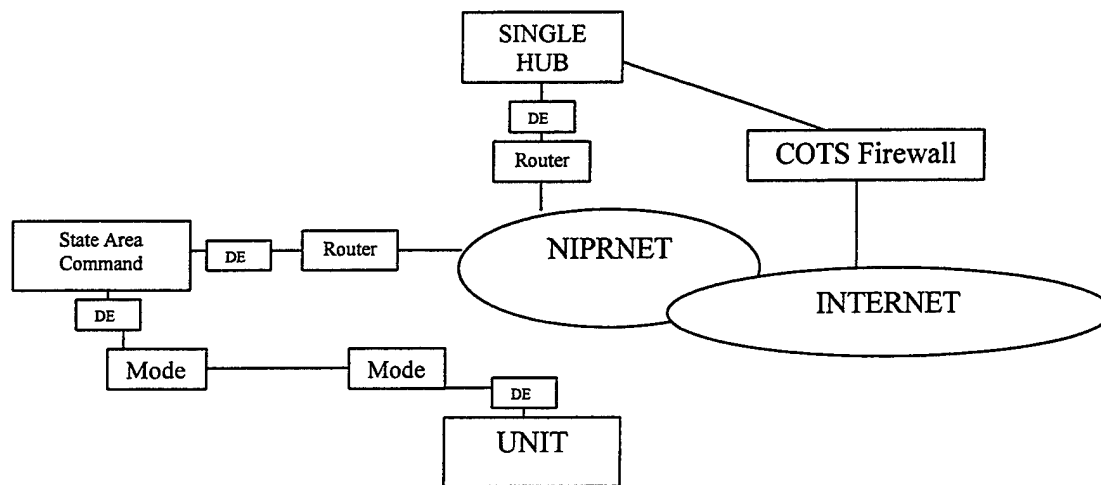 SINGLE
HUB
DE
Router
COTS Firewall
State Area
Command
DE
Router
NIPRNET
INTERNET
DE
Mode
Mode
DE
UNIT